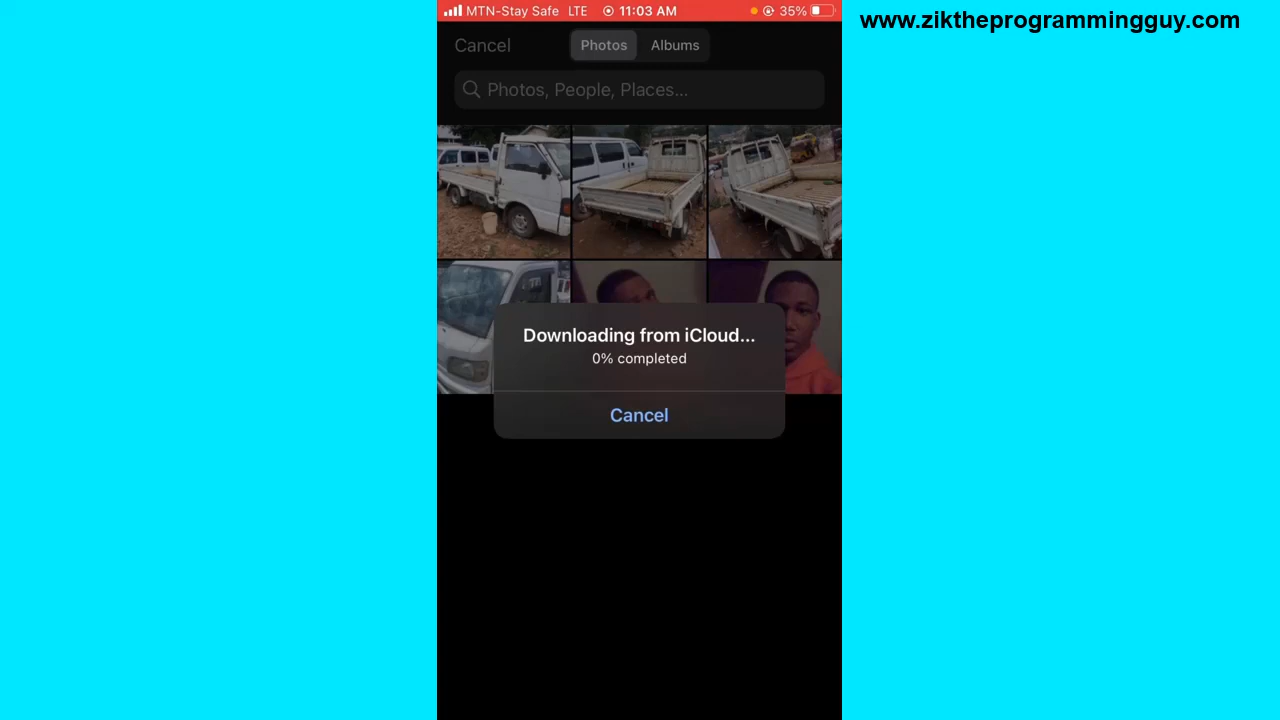 MTN-Stay Safe LTE 11:03 AM 35%
www.ziktheprogrammingguy.com
Cancel Photos Albums
Photos, People, Places...
Downloading from iCloud...
0% completed
Cancel